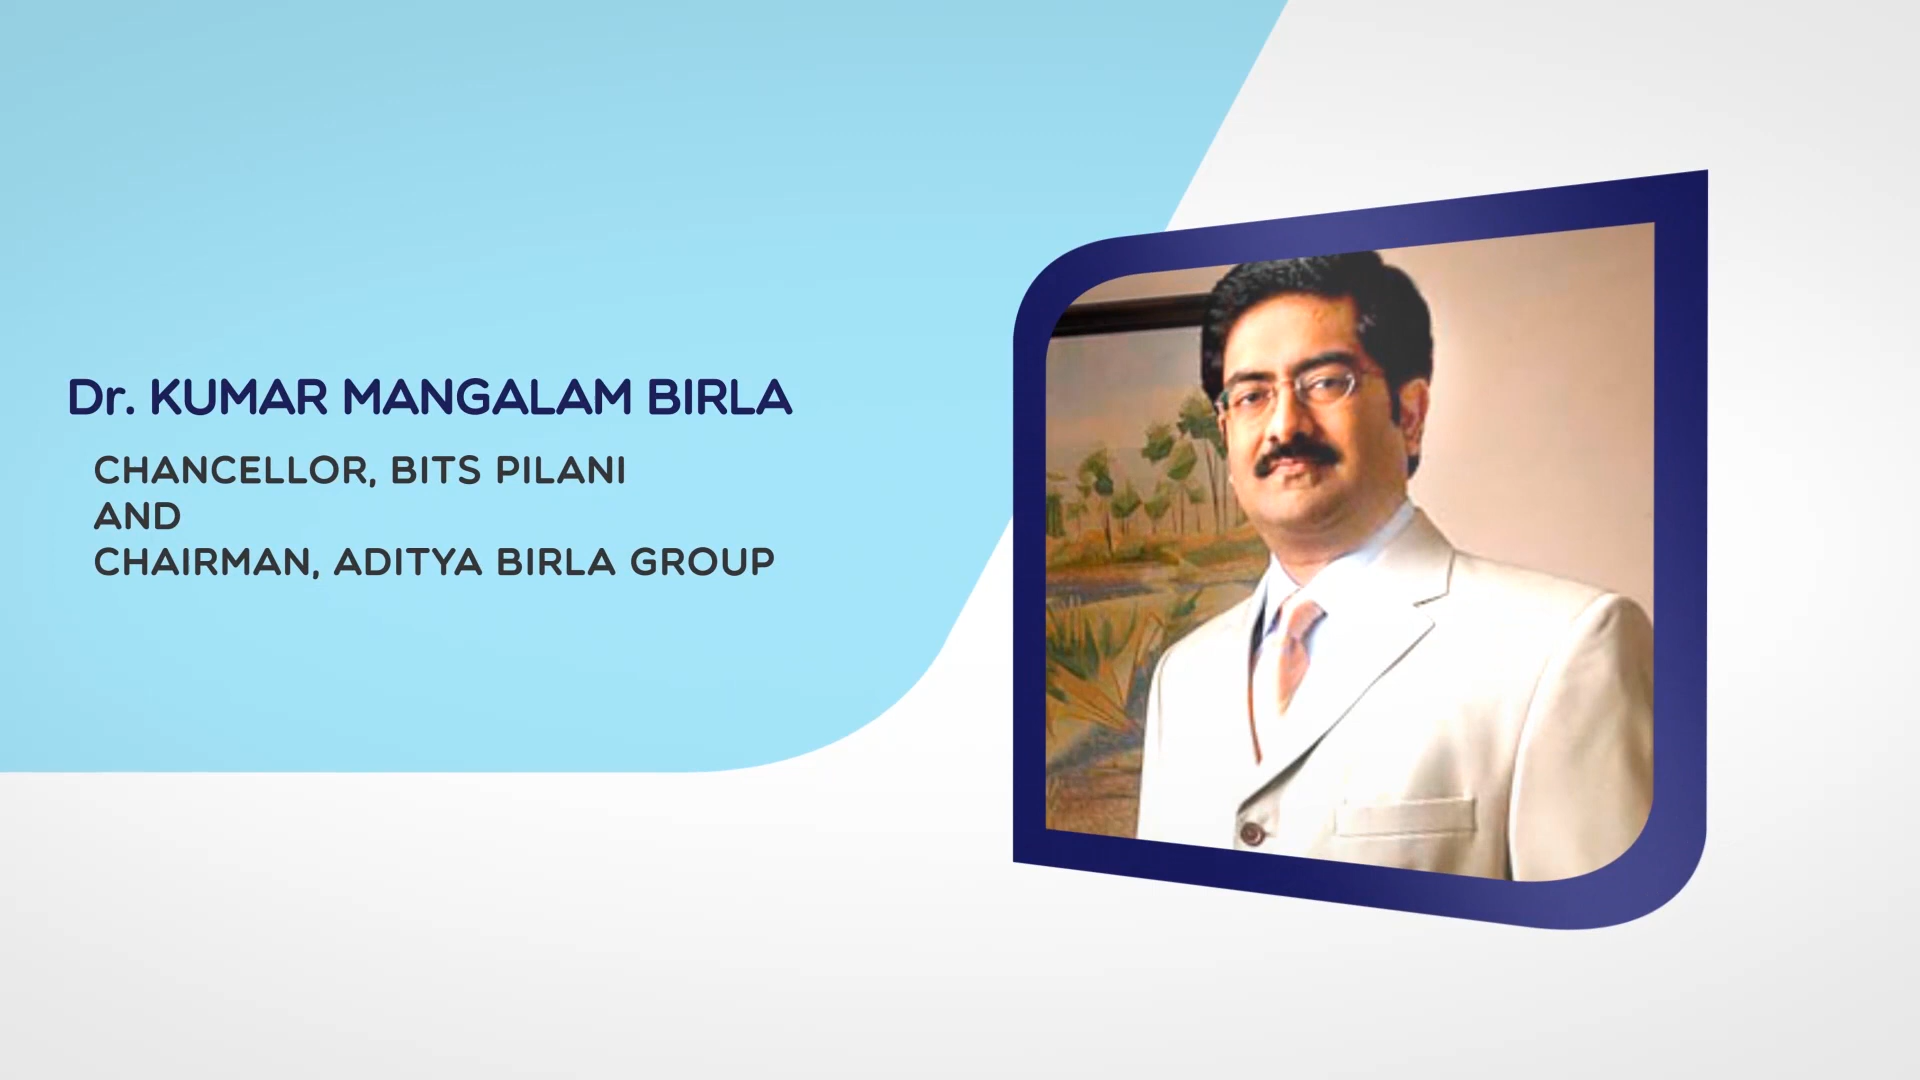 Dr. KUMAR MANGALAM BIRLA
CHANCELLOR, BITS PILANI
AND
CHAIRMAN, ADITYA BIRLA GROUP